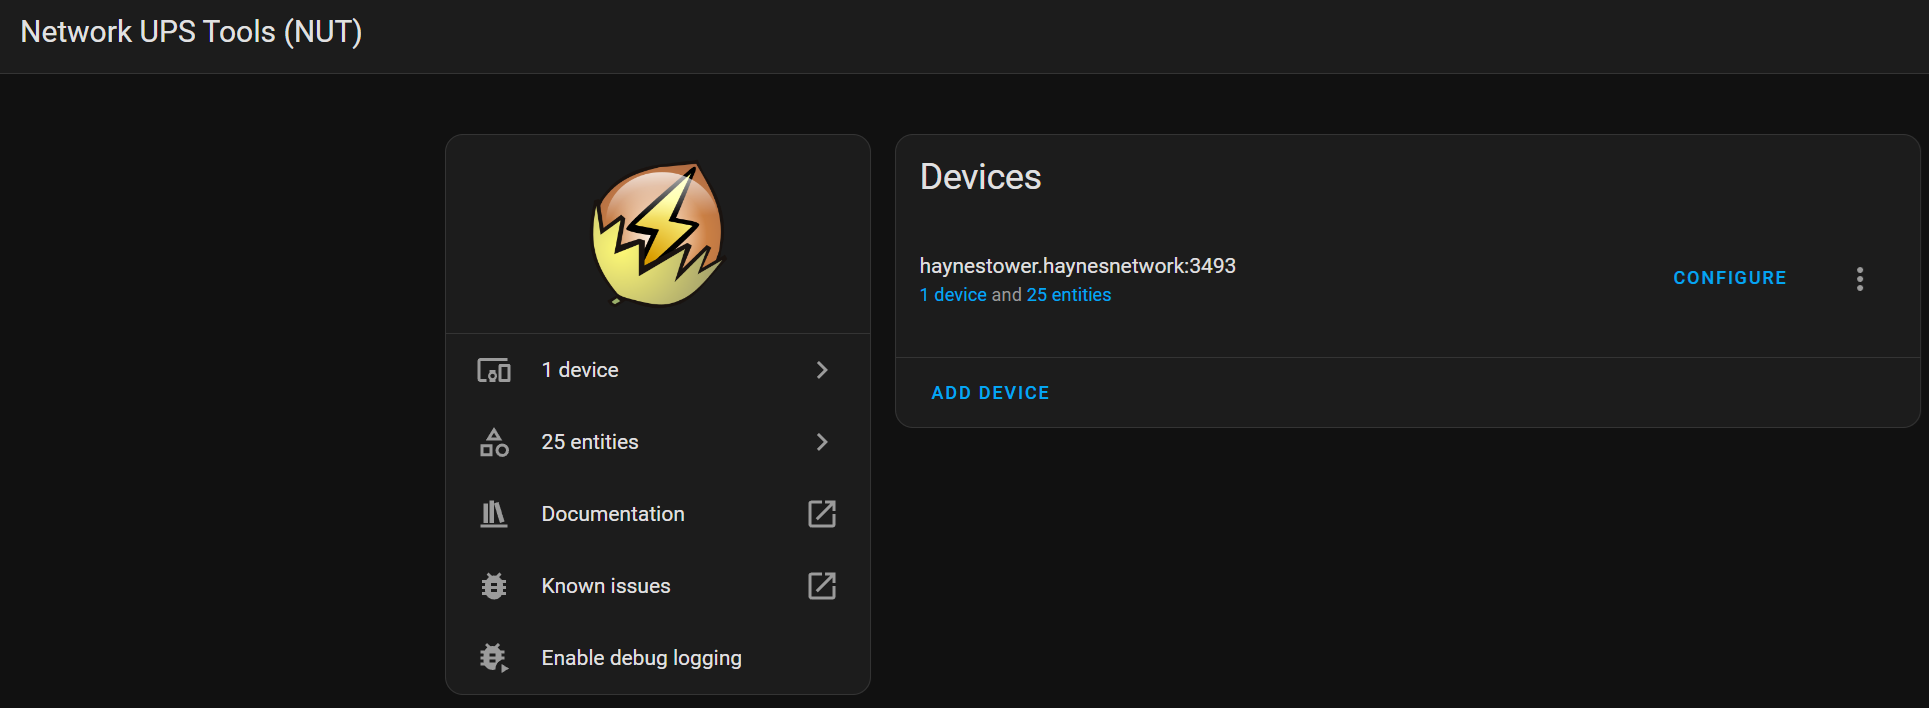 Network UPS Tools (NUT)
1 device
25 entities
Documentation
Known issues
Enable debug logging
Devices
haynestower.haynesnetwork:3493
1 device and 25 entities
CONFIGURE
ADD DEVICE